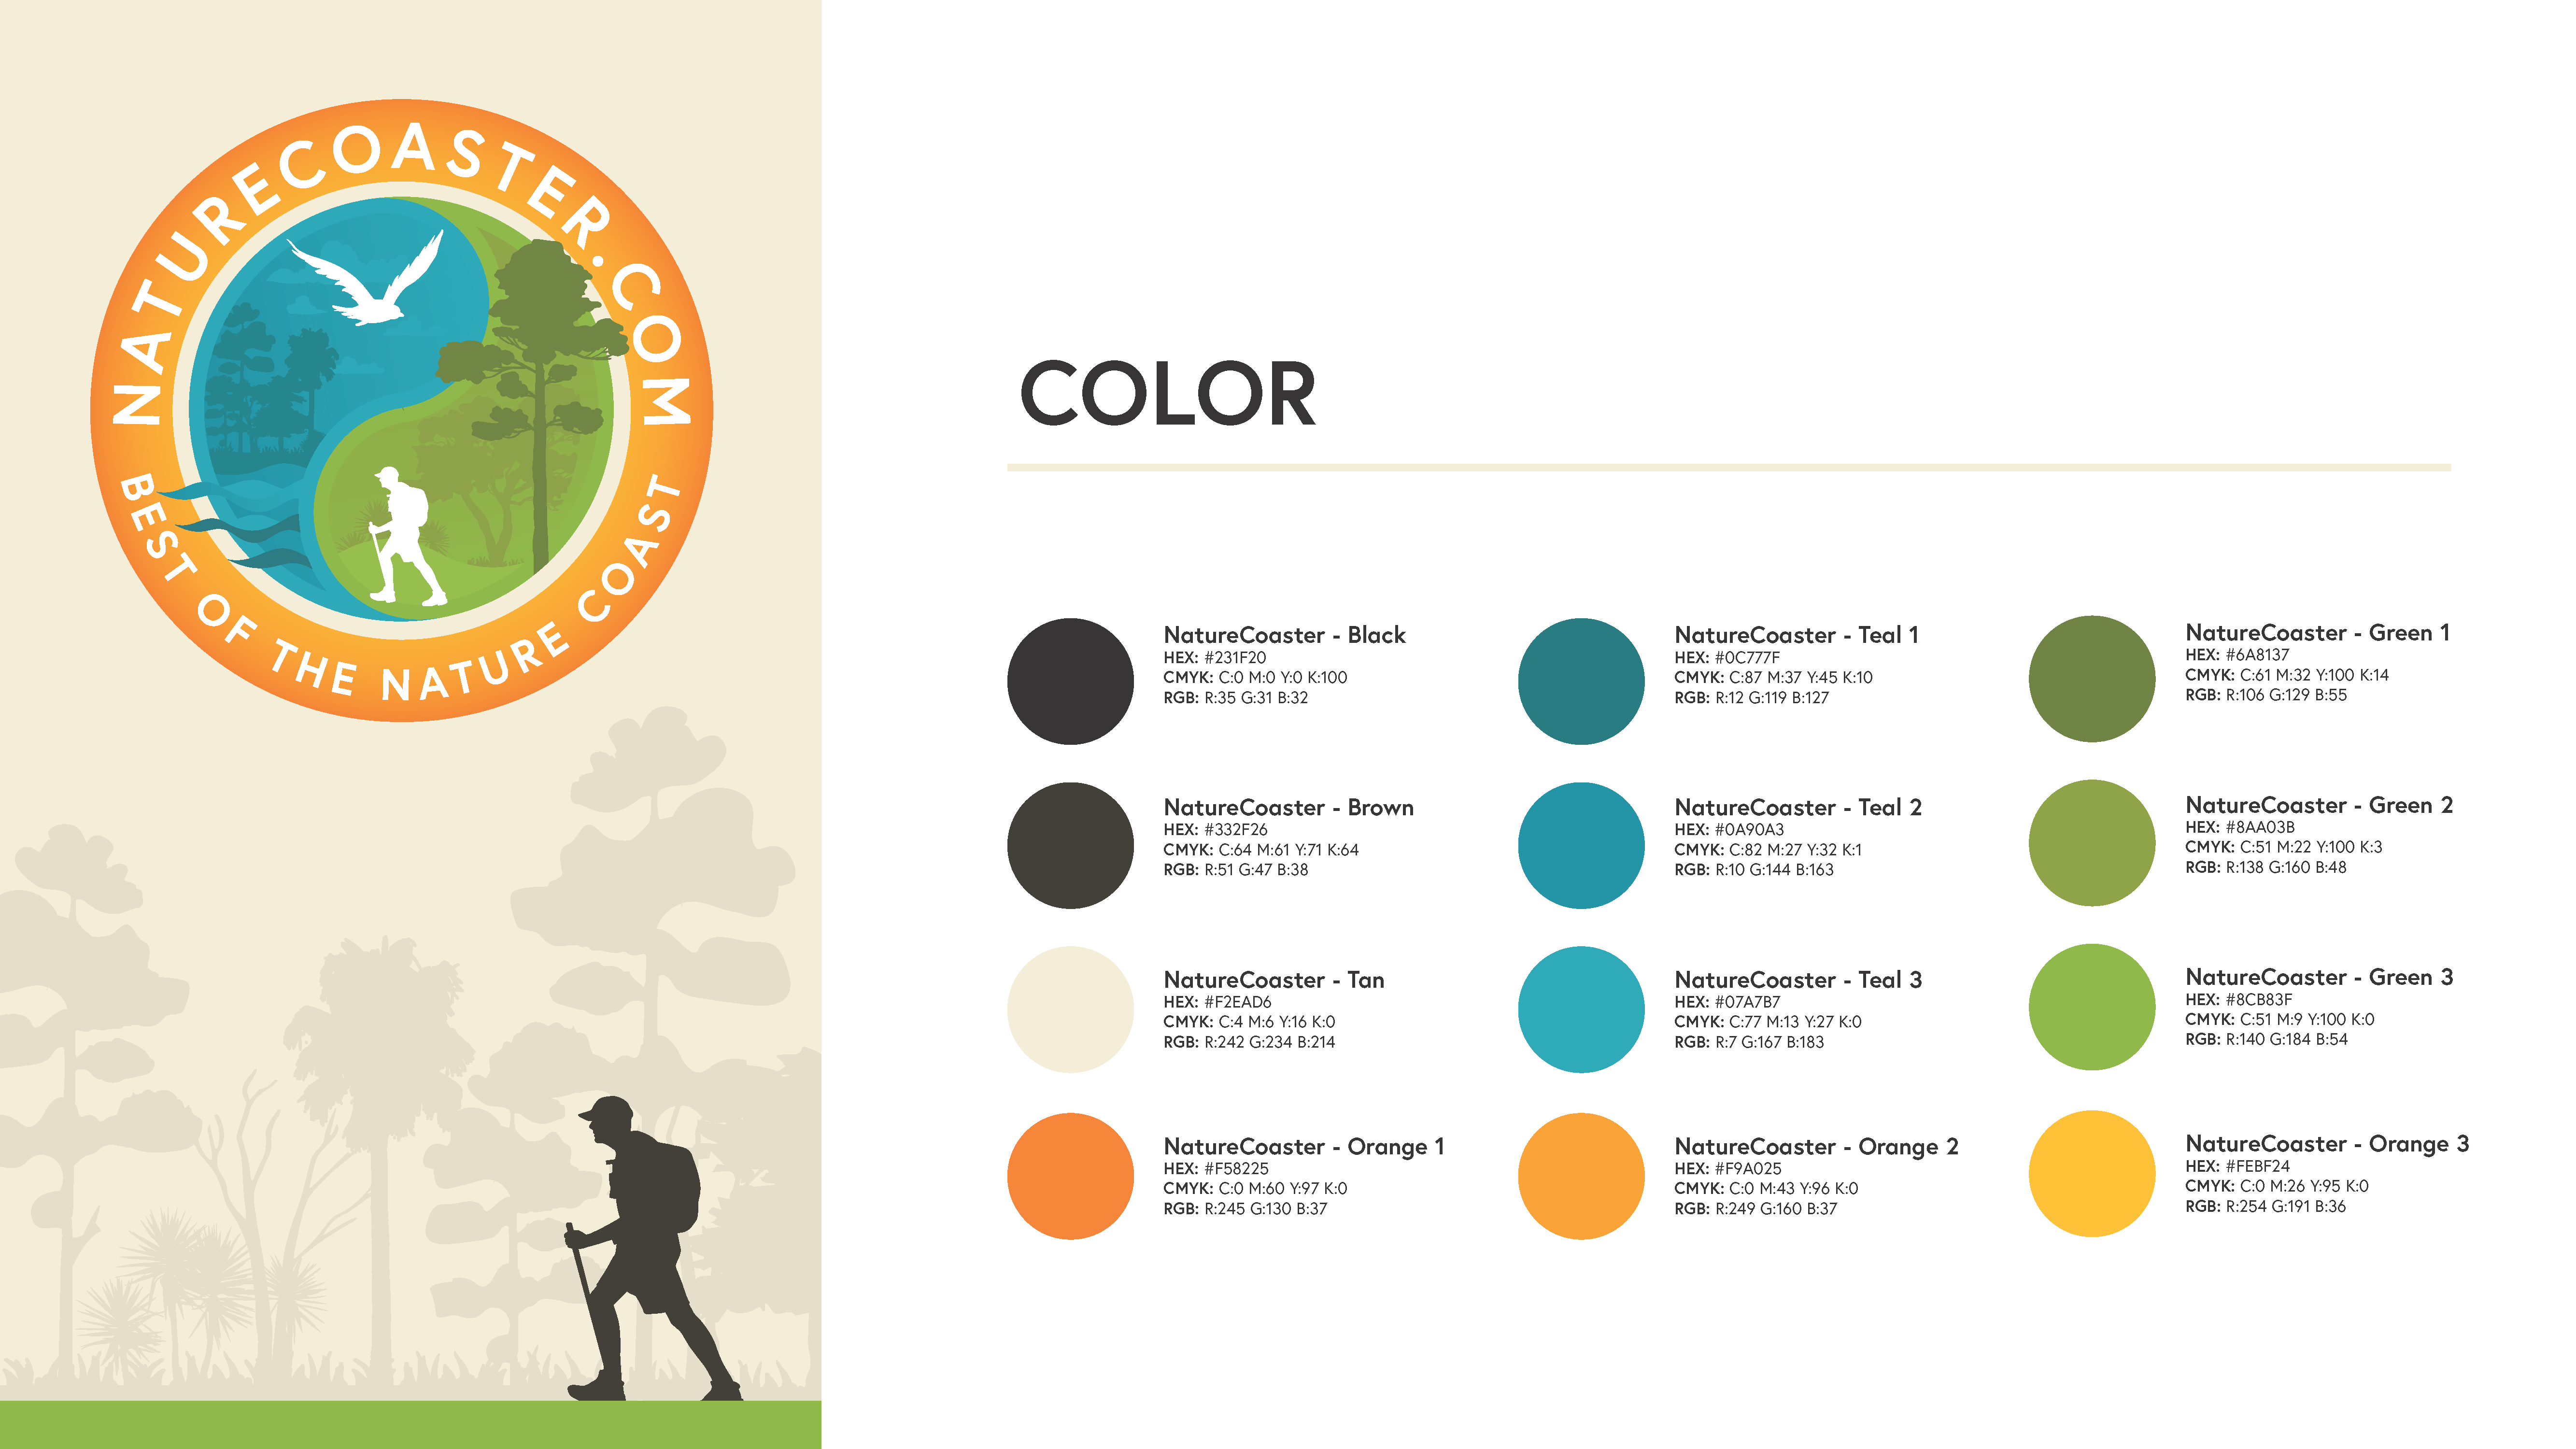 NATURECOASTER.COM
BEST OF THE NATURE COAST
COLOR
NatureCoaster - Black
HEX: #231F20
CMYK: C:0 M:0 Y:0 K:100
RGB: R:35 G:31 B:32
NatureCoaster - Teal 1
HEX: #0C777F
CMYK: C:87 M:37 Y:45 K:10
RGB: R:12 G:119 B:127
NatureCoaster - Green 1
HEX: #6A8137
CMYK: C:61 M:32 Y:100 K:14
RGB: R:106 G:129 B:55
NatureCoaster - Brown
HEX: #332F26
CMYK: C:64 M:61 Y:71 K:64
RGB: R:51 G:47 B:38
NatureCoaster - Teal 2
HEX: #0A90A3
CMYK: C:82 M:27 Y:32 K:1
RGB: R:10 G:144 B:163
NatureCoaster - Green 2
HEX: #8AA03B
CMYK: C:51 M:22 Y:100 K:3
RGB: R:138 G:160 B:48
NatureCoaster - Tan
HEX: #F2EAD6
CMYK: C:4 M:6 Y:16 K:0
RGB: R:242 G:234 B:214
NatureCoaster - Teal 3
HEX: #07A7B7
CMYK: C:77 M:13 Y:27 K:0
RGB: R:7 G:167 B:183
NatureCoaster - Green 3
HEX: #8CB83F
CMYK: C:51 M:9 Y:100 K:0
RGB: R:140 G:184 B:54
NatureCoaster - Orange 1
HEX: #F58225
CMYK: C:0 M:60 Y:97 K:0
RGB: R:245 G:130 B:37
NatureCoaster - Orange 2
HEX: #F9A025
CMYK: C:0 M:43 Y:96 K:0
RGB: R:249 G:160 B:37
NatureCoaster - Orange 3
HEX: #FEBF24
CMYK: C:0 M:26 Y:95 K:0
RGB: R:254 G:191 B:36